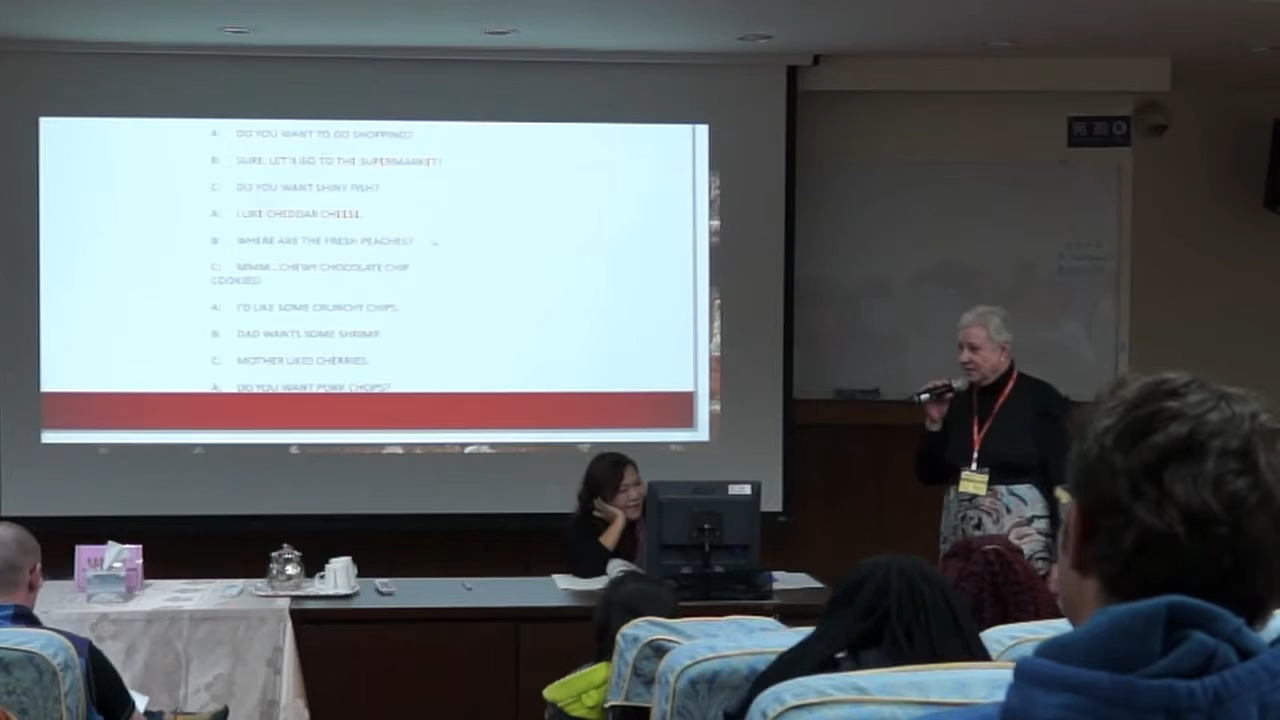 A: DO YOU WANT TO GO SHOPPING?
B: SURE. LET'S GO TO THE SUPERMARKET!
C: DO YOU WANT SHINY FISH?
A: I LIKE CHEDDAR CHEESE.
B: WHERE ARE THE FRESH PEACHES?
C: MMM...CHEWY CHOCOLATE CHIP
COOKIES!
A: I'D LIKE SOME CRUNCHY CHIPS.
B: DAD WANTS SOME SHRIMP.
C: MOTHER LIKES CHERRIES.
A: DO YOU WANT PORK CHOPS?